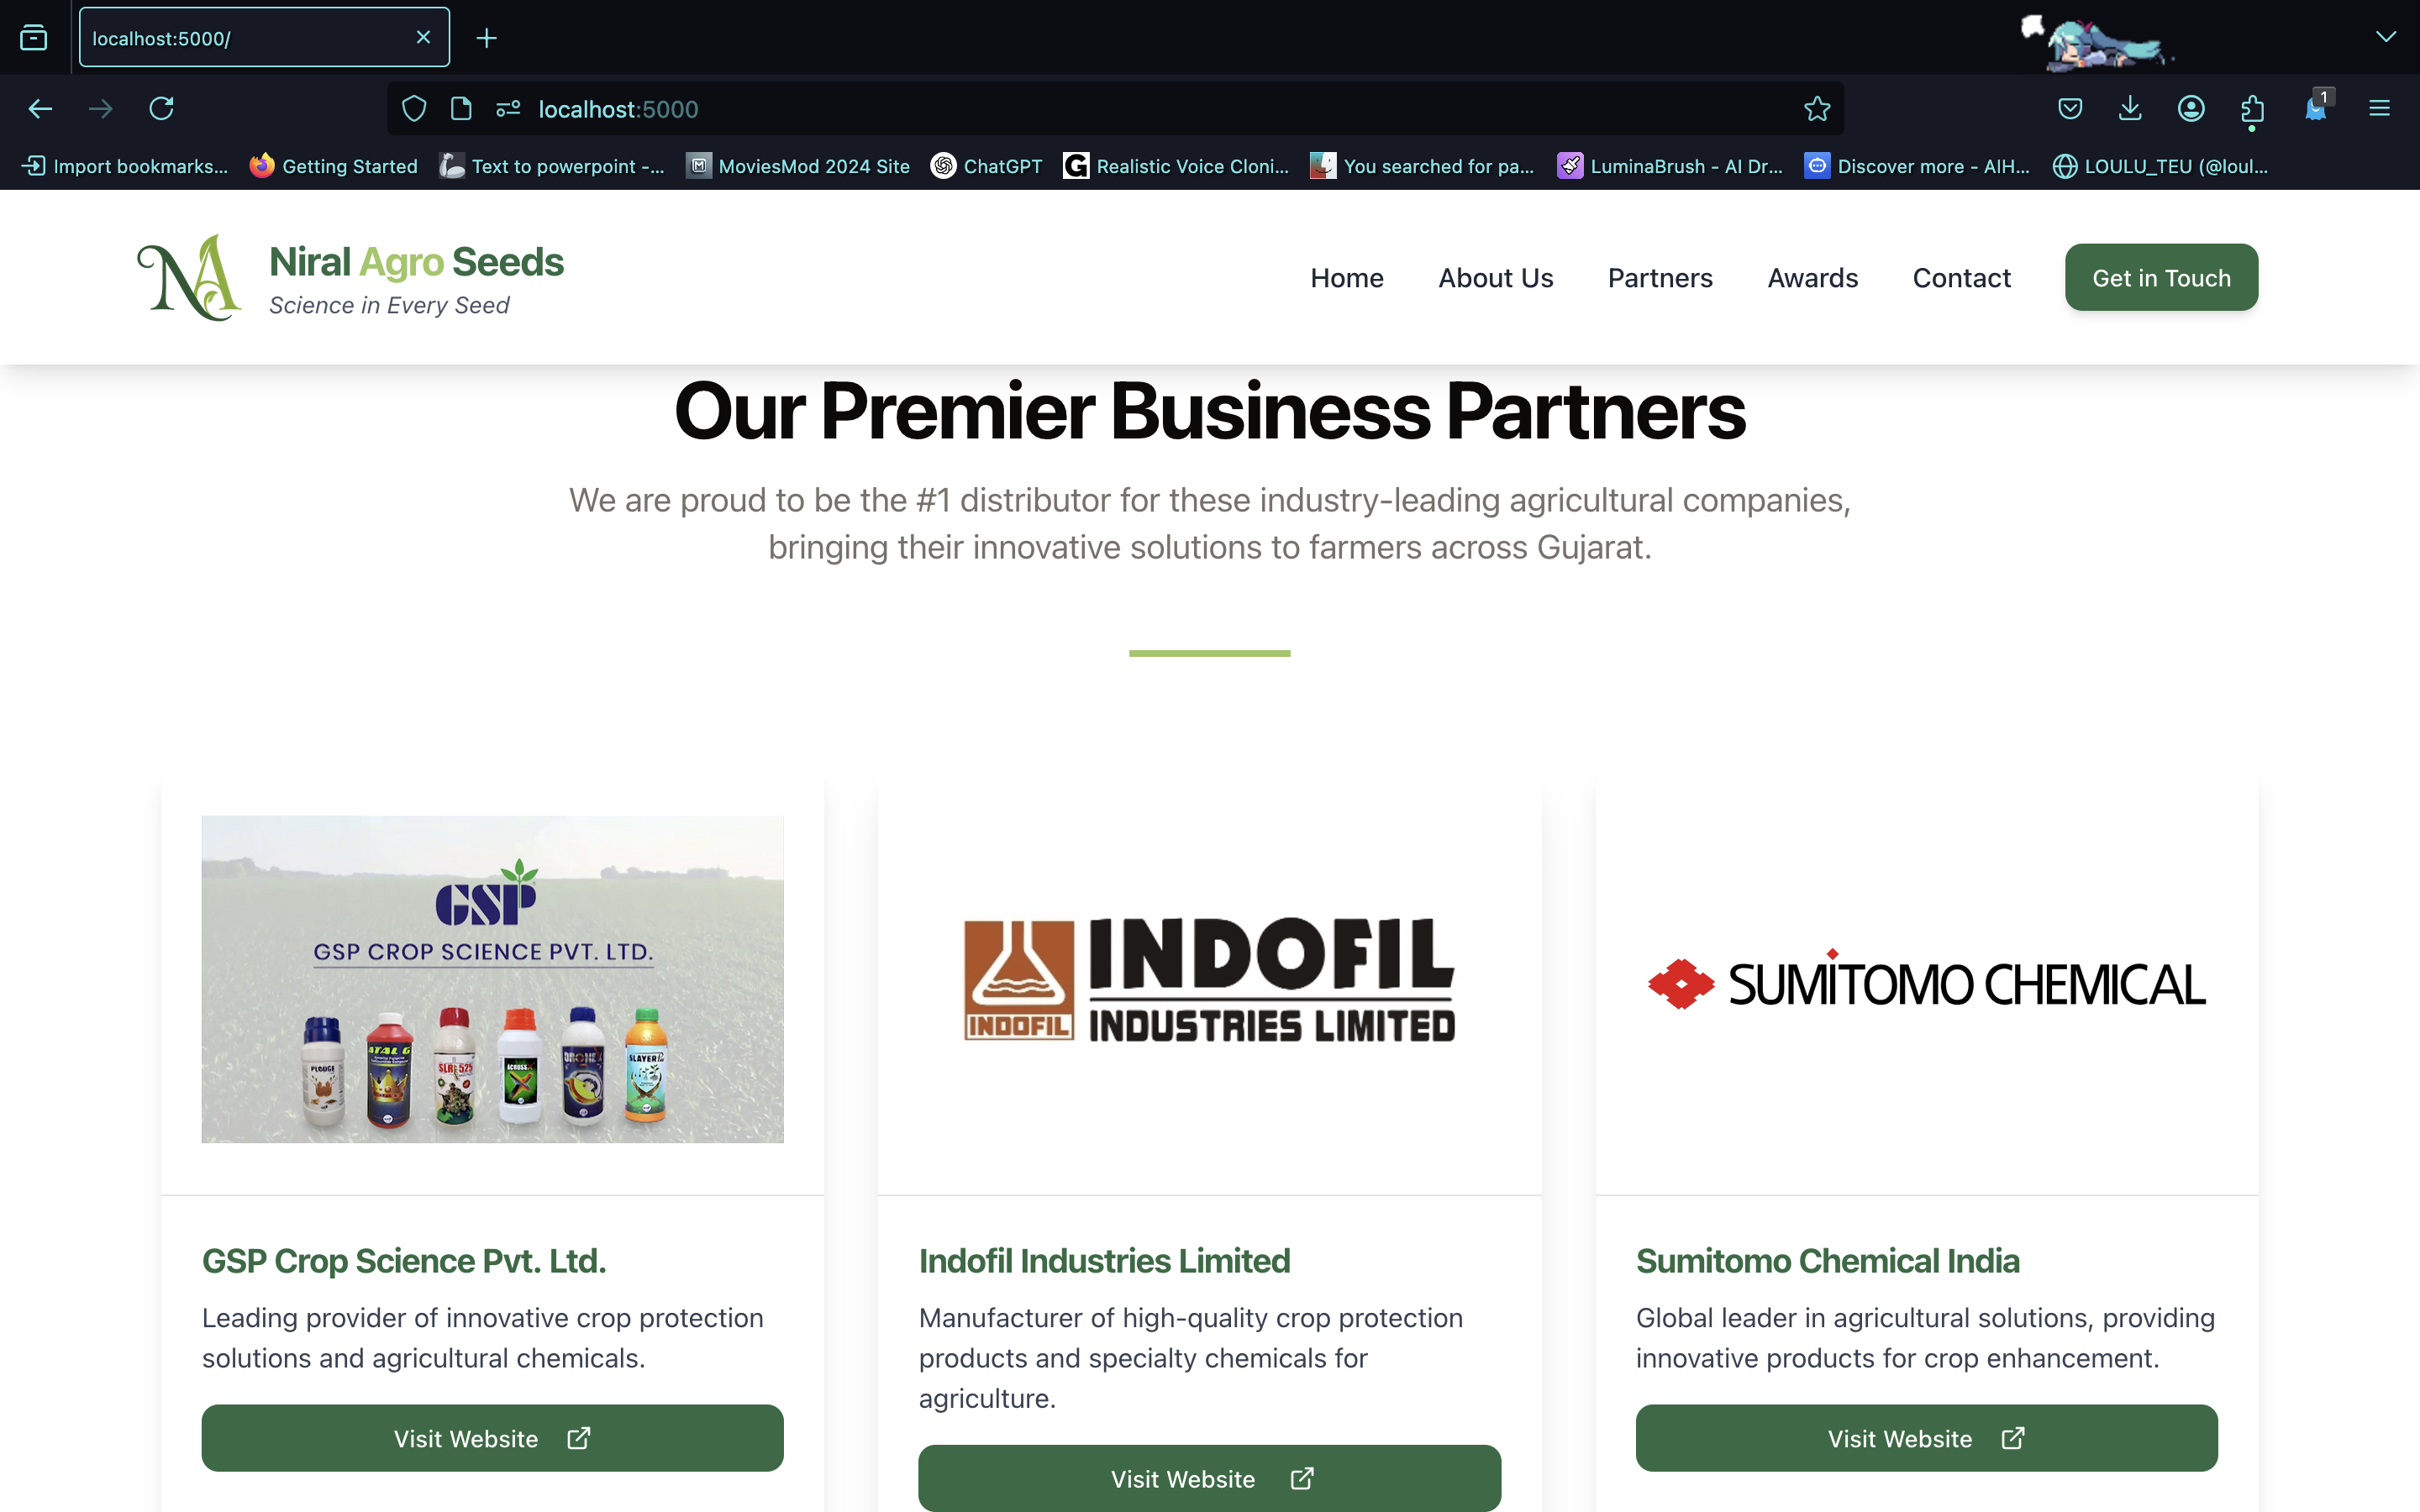 localhost:5000/
localhost:5000
1
Import bookmarks...
Getting Started
Text to powerpoint -...
MoviesMod 2024 Site
ChatGPT
Realistic Voice Cloni...
You searched for pa...
LuminaBrush - AI Dr...
Discover more - AIH...
LOULU_TEU (@loul...
Niral Agro Seeds
Science in Every Seed
Home
About Us
Partners
Awards
Contact
Get in Touch
Our Premier Business Partners
We are proud to be the #1 distributor for these industry-leading agricultural companies,
bringing their innovative solutions to farmers across Gujarat.
GSP
GSP CROP SCIENCE PVT. LTD.
ATAL G
SLR 525
SLAYER
INDOFIL
INDOFIL
INDUSTRIES LIMITED
SUMITOMO CHEMICAL
GSP Crop Science Pvt. Ltd.
Leading provider of innovative crop protection
solutions and agricultural chemicals.
Visit Website
Indofil Industries Limited
Manufacturer of high-quality crop protection
products and specialty chemicals for
agriculture.
Visit Website
Sumitomo Chemical India
Global leader in agricultural solutions, providing
innovative products for crop enhancement.
Visit Website